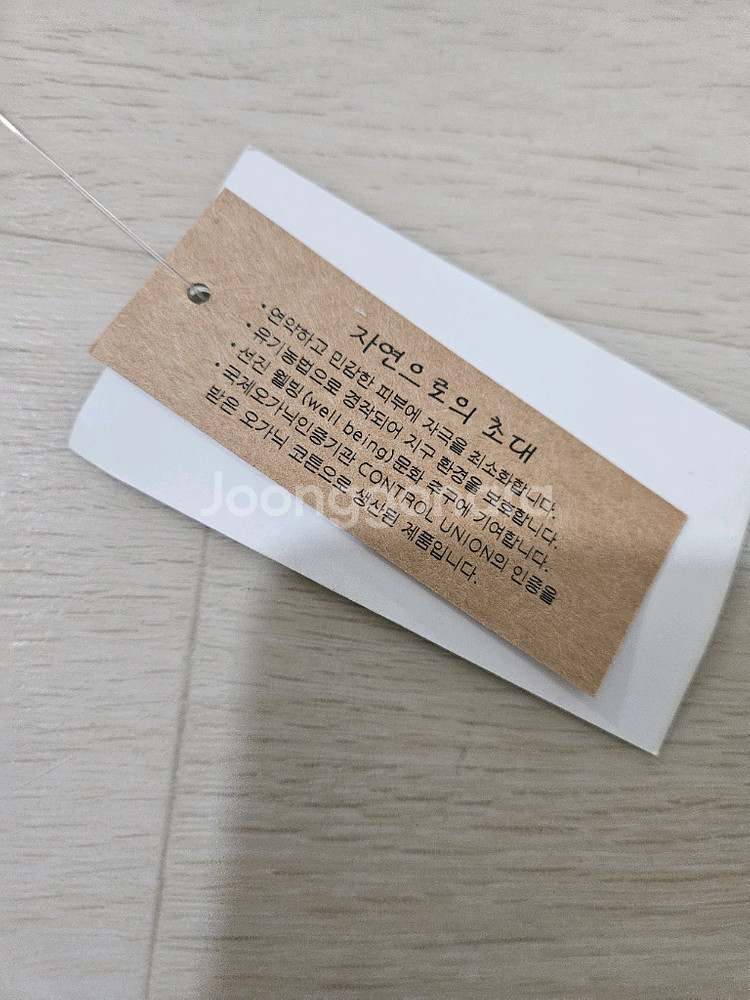 자연으로의 초대
· 연약하고 민감한 피부에 자극을 최소화합니다.
· 유기농법으로 경작되어 지구 환경을 보호합니다.
· 선진 웰빙(well being)문화 추구에 기여합니다.
· 국제오가닉인증기관 CONTROL UNION의 인증을
받은 오가닉 코튼으로 생산된 제품입니다.
Joonggonara